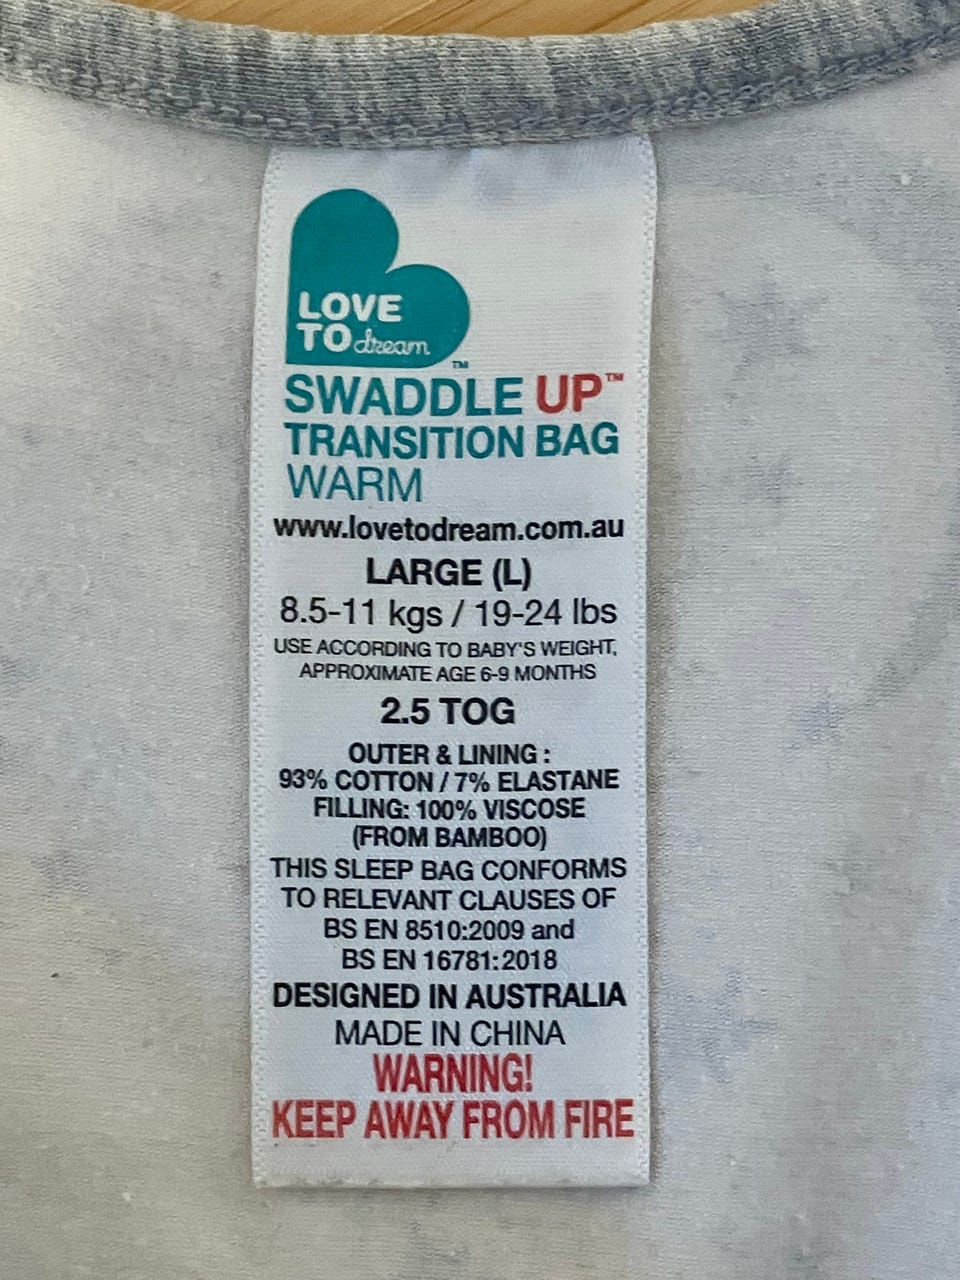 LOVE
TO dream™
SWADDLE UP™
TRANSITION BAG
WARM
www.lovetodream.com.au
LARGE (L)
8.5-11 kgs / 19-24 lbs
USE ACCORDING TO BABY'S WEIGHT,
APPROXIMATE AGE 6-9 MONTHS
2.5 TOG
OUTER & LINING :
93% COTTON / 7% ELASTANE
FILLING: 100% VISCOSE
(FROM BAMBOO)
THIS SLEEP BAG CONFORMS
TO RELEVANT CLAUSES OF
BS EN 8510:2009 and
BS EN 16781:2018
DESIGNED IN AUSTRALIA
MADE IN CHINA
WARNING!
KEEP AWAY FROM FIRE